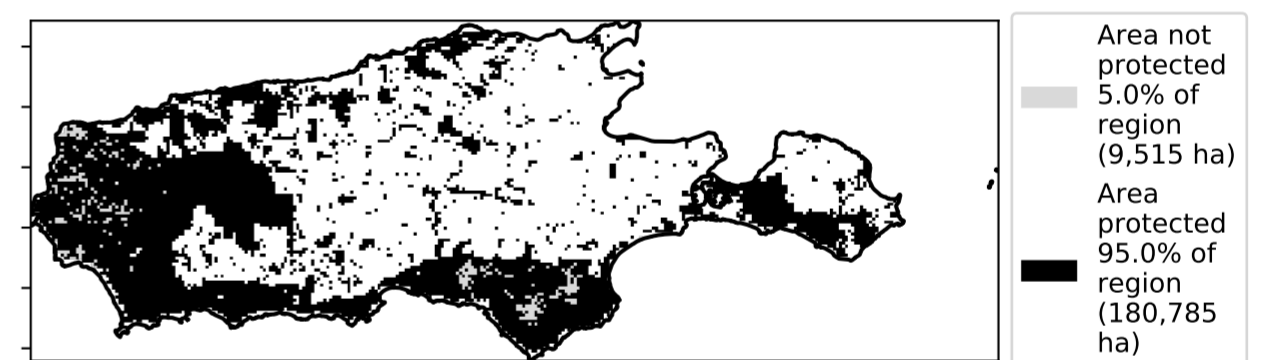 Area not
protected
5.0% of
region
(9,515 ha)
Area
protected
95.0% of
region
(180,785
ha)